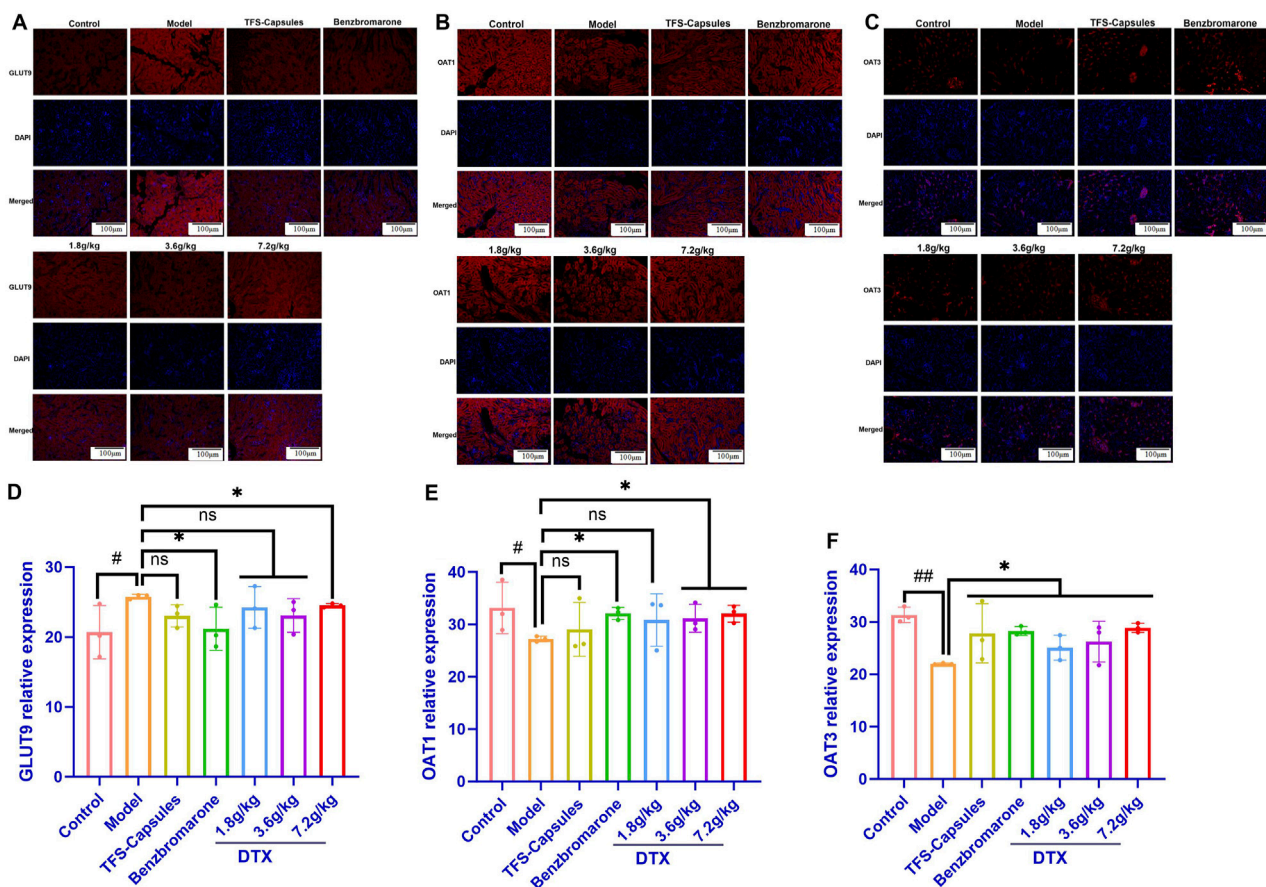 A
Control Model TFS-Capsules Benzbromarone
GLUT9
DAPI
Merged
100μm 100μm 100μm 100μm
1.8g/kg 3.6g/kg 7.2g/kg
GLUT9
DAPI
Merged
100μm 100μm 100μm
B
Control Model TFS-Capsules Benzbromarone
OAT1
DAPI
Merged
100μm 100μm 100μm 100μm
1.8g/kg 3.6g/kg 7.2g/kg
OAT1
DAPI
Merged
100μm 100μm 100μm
C
Control Model TFS-Capsules Benzbromarone
OAT3
DAPI
Merged
100μm 100μm 100μm 100μm
1.8g/kg 3.6g/kg 7.2g/kg
OAT3
DAPI
Merged
100μm 100μm 100μm
D
*
ns
*
# ns
GLUT9 relative expression
30
20
10
0
Control Model TFS-Capsules Benzbromarone 1.8g/kg 3.6g/kg 7.2g/kg
DTX
E
*
ns
*
# ns
OAT1 relative expression
40
30
20
10
0
Control Model TFS-Capsules Benzbromarone 1.8g/kg 3.6g/kg 7.2g/kg
DTX
F
## *
OAT3 relative expression
40
30
20
10
0
Control Model TFS-Capsules Benzbromarone 1.8g/kg 3.6g/kg 7.2g/kg
DTX